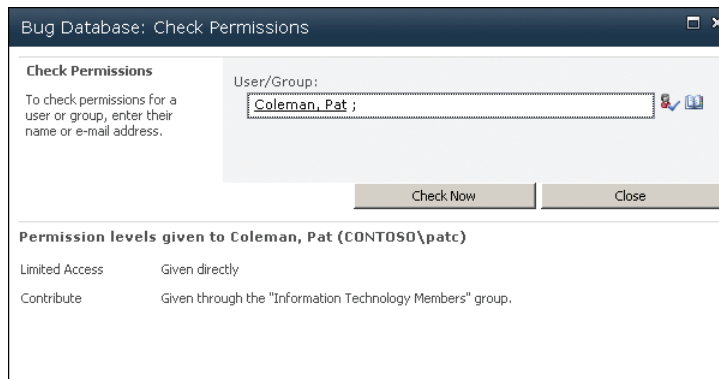 Bug Database: Check Permissions
Check Permissions
To check permissions for a
user or group, enter their
name or e-mail address.
User/Group:
Coleman, Pat ;
Check Now
Close
Permission levels given to Coleman, Pat (CONTOSO\patc)
Limited Access Given directly
Contribute Given through the "Information Technology Members" group.